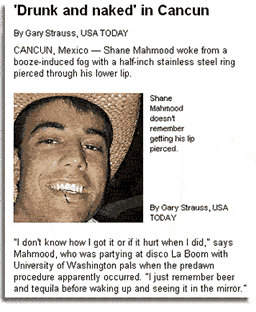 'Drunk and naked' in Cancun
By Gary Strauss, USA TODAY
CANCUN, Mexico — Shane Mahmood woke from a
booze-induced fog with a half-inch stainless steel ring
pierced through his lower lip.
Shane
Mahmood
doesn't
remember
getting his lip
pierced.
By Gary Strauss, USA
TODAY
"I don't know how I got it or if it hurt when I did," says
Mahmood, who was partying at disco La Boom with
University of Washington pals when the predawn
procedure apparently occurred. "I just remember beer
and tequila before waking up and seeing it in the mirror."